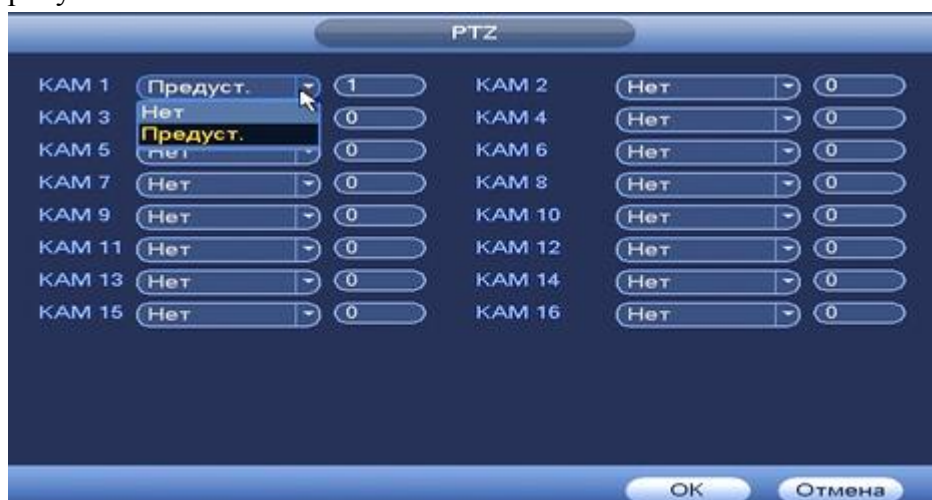 PTZ
КАМ 1 Предуст. 1 КАМ 2 Нет 0
КАМ 3 Нет 0 КАМ 4 Нет 0
Предуст.
КАМ 5 Нет 0 КАМ 6 Нет 0
КАМ 7 Нет 0 КАМ 8 Нет 0
КАМ 9 Нет 0 КАМ 10 Нет 0
КАМ 11 Нет 0 КАМ 12 Нет 0
КАМ 13 Нет 0 КАМ 14 Нет 0
КАМ 15 Нет 0 КАМ 16 Нет 0
ОК Отмена